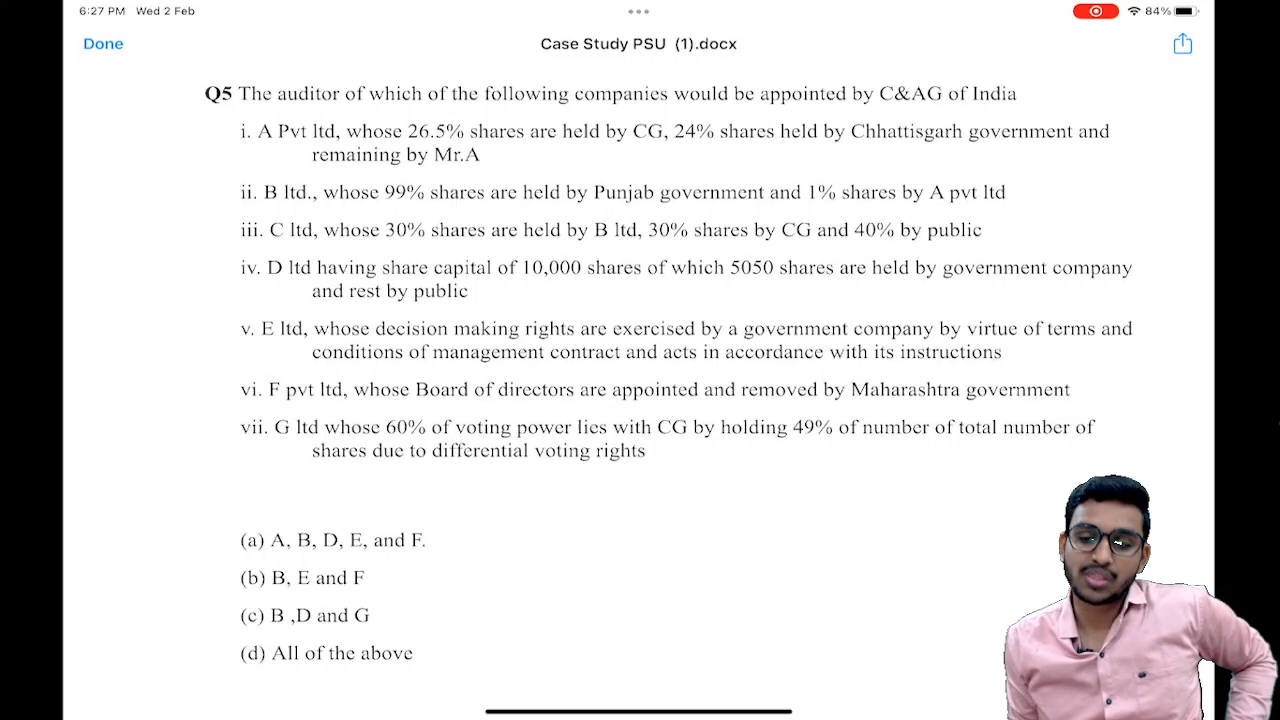 6:27 PM Wed 2 Feb
84%
Done
Case Study PSU (1).docx
Q5 The auditor of which of the following companies would be appointed by C&AG of India
i. A Pvt ltd, whose 26.5% shares are held by CG, 24% shares held by Chhattisgarh government and
remaining by Mr.A
ii. B ltd., whose 99% shares are held by Punjab government and 1% shares by A pvt ltd
iii. C ltd, whose 30% shares are held by B ltd, 30% shares by CG and 40% by public
iv. D ltd having share capital of 10,000 shares of which 5050 shares are held by government company
and rest by public
v. E ltd, whose decision making rights are exercised by a government company by virtue of terms and
conditions of management contract and acts in accordance with its instructions
vi. F pvt ltd, whose Board of directors are appointed and removed by Maharashtra government
vii. G ltd whose 60% of voting power lies with CG by holding 49% of number of total number of
shares due to differential voting rights
(a) A, B, D, E, and F.
(b) B, E and F
(c) B ,D and G
(d) All of the above